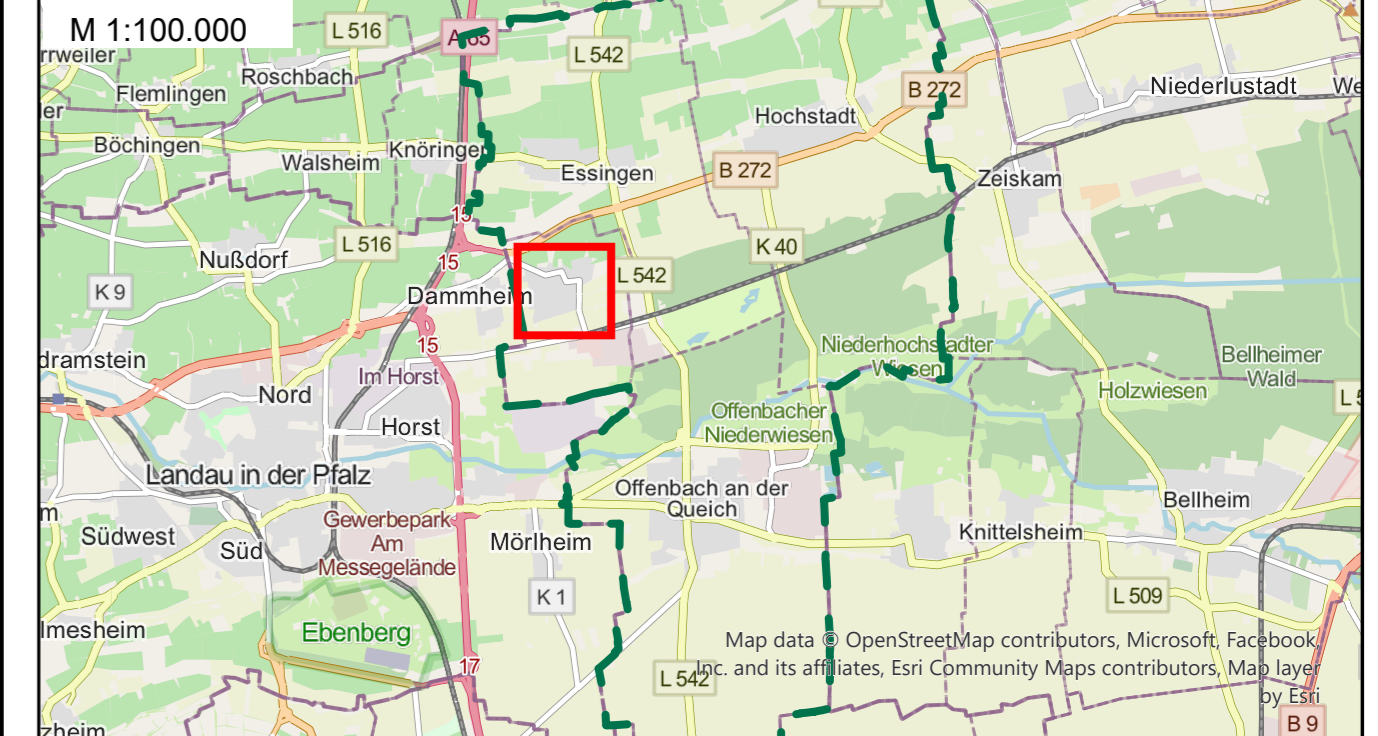 M 1:100.000
L 516
A 65
L 542
rrweiler
Roschbach
Flemlingen
B 272
Niederlustadt
We
er
Hochstadt
Böchingen
Walsheim
Knöringen
Essingen
B 272
Zeiskam
15
L 516
K 40
Nußdorf
15
L 542
K 9
Dammheim
15
dramstein
Im Horst
Niederhochstadter
Wiesen
Bellheimer
Wald
Nord
Holzwiesen
L 5
Horst
Offenbacher
Niederwiesen
Landau in der Pfalz
Offenbach an der
Queich
Bellheim
m
Südwest
Süd
Gewerbepark
Am
Messegelände
Mörlheim
Knittelsheim
K 1
L 509
lmesheim
Ebenberg
Map data © OpenStreetMap contributors, Microsoft, Facebook,
Inc. and its affiliates, Esri Community Maps contributors, Map layer
by Esri
17
L 542
B 9
zheim